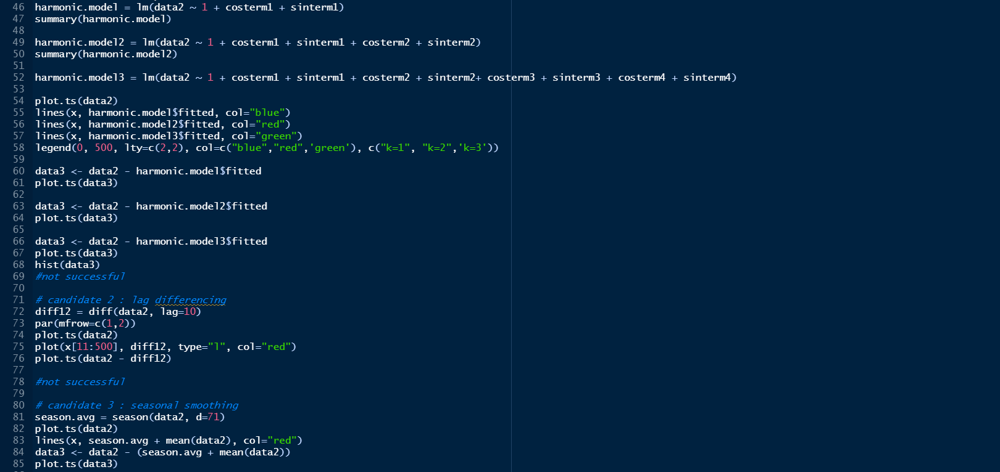 46 harmonic.model = lm(data2 ~ 1 + costerm1 + sinterm1)
47 summary(harmonic.model)
48
49 harmonic.model2 = lm(data2 ~ 1 + costerm1 + sinterm1 + costerm2 + sinterm2)
50 summary(harmonic.model2)
51
52 harmonic.model3 = lm(data2 ~ 1 + costerm1 + sinterm1 + costerm2 + sinterm2+ costerm3 + sinterm3 + costerm4 + sinterm4)
53
54 plot.ts(data2)
55 lines(x, harmonic.model$fitted, col="blue")
56 lines(x, harmonic.model2$fitted, col="red")
57 lines(x, harmonic.model3$fitted, col="green")
58 legend(0, 500, lty=c(2,2), col=c("blue","red",'green'), c("k=1", "k=2",'k=3'))
59
60 data3 <- data2 - harmonic.model$fitted
61 plot.ts(data3)
62
63 data3 <- data2 - harmonic.model2$fitted
64 plot.ts(data3)
65
66 data3 <- data2 - harmonic.model3$fitted
67 plot.ts(data3)
68 hist(data3)
69 #not successful
70
71 # candidate 2 : lag differencing
72 diff12 = diff(data2, lag=10)
73 par(mfrow=c(1,2))
74 plot.ts(data2)
75 plot(x[11:500], diff12, type="l", col="red")
76 plot.ts(data2 - diff12)
77
78 #not successful
79
80 # candidate 3 : seasonal smoothing
81 season.avg = season(data2, d=71)
82 plot.ts(data2)
83 lines(x, season.avg + mean(data2), col="red")
84 data3 <- data2 - (season.avg + mean(data2))
85 plot.ts(data3)